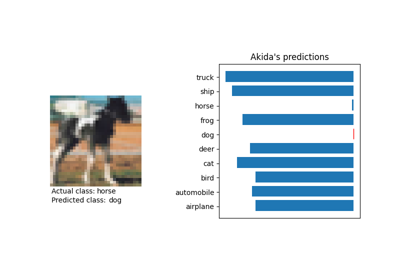 Akida's predictions
truck
ship
horse
frog
dog
deer
cat
bird
automobile
airplane
Actual class: horse
Predicted class: dog